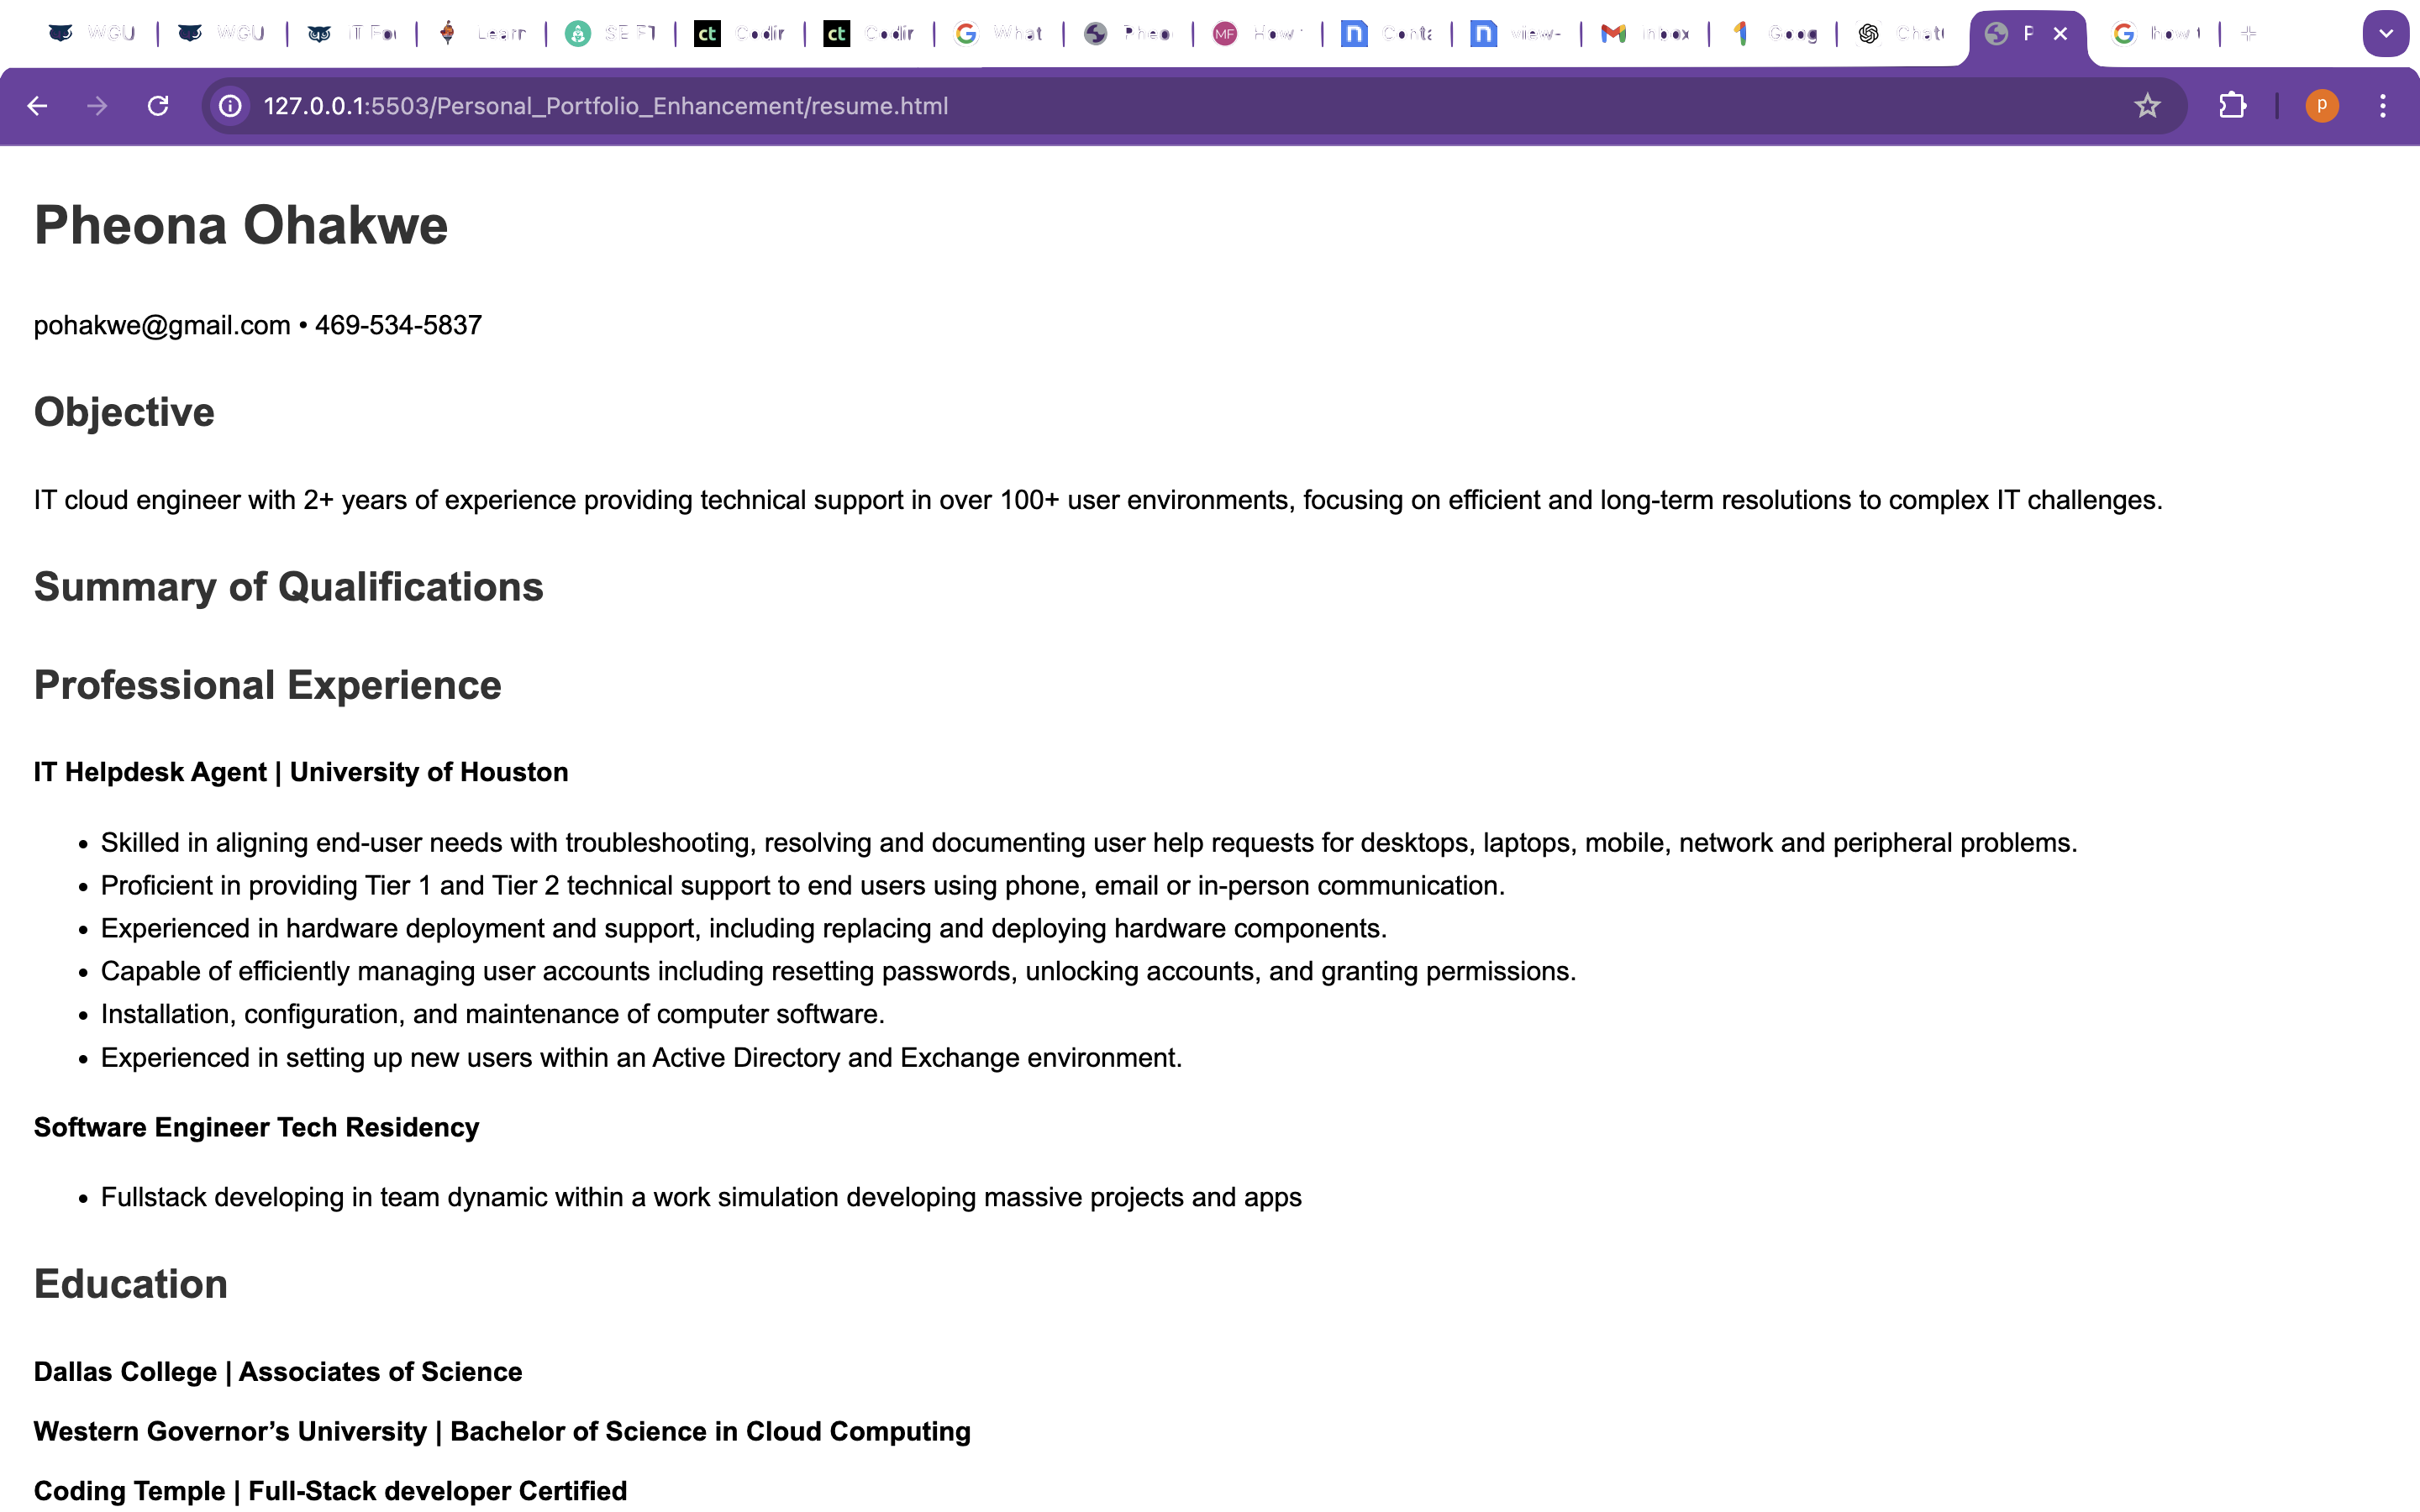 WGU
WGU
IT Fo
Learn
SE FT
ct
Codir
ct
Codir
What
Pheo
MF
How
Conta
view-
Inbox
Goog
Chat
P
how t
127.0.0.1:5503/Personal_Portfolio_Enhancement/resume.html
P
Pheona Ohakwe
pohakwe@gmail.com • 469-534-5837
Objective
IT cloud engineer with 2+ years of experience providing technical support in over 100+ user environments, focusing on efficient and long-term resolutions to complex IT challenges.
Summary of Qualifications
Professional Experience
IT Helpdesk Agent | University of Houston
• Skilled in aligning end-user needs with troubleshooting, resolving and documenting user help requests for desktops, laptops, mobile, network and peripheral problems.
• Proficient in providing Tier 1 and Tier 2 technical support to end users using phone, email or in-person communication.
• Experienced in hardware deployment and support, including replacing and deploying hardware components.
• Capable of efficiently managing user accounts including resetting passwords, unlocking accounts, and granting permissions.
• Installation, configuration, and maintenance of computer software.
• Experienced in setting up new users within an Active Directory and Exchange environment.
Software Engineer Tech Residency
• Fullstack developing in team dynamic within a work simulation developing massive projects and apps
Education
Dallas College | Associates of Science
Western Governor’s University | Bachelor of Science in Cloud Computing
Coding Temple | Full-Stack developer Certified